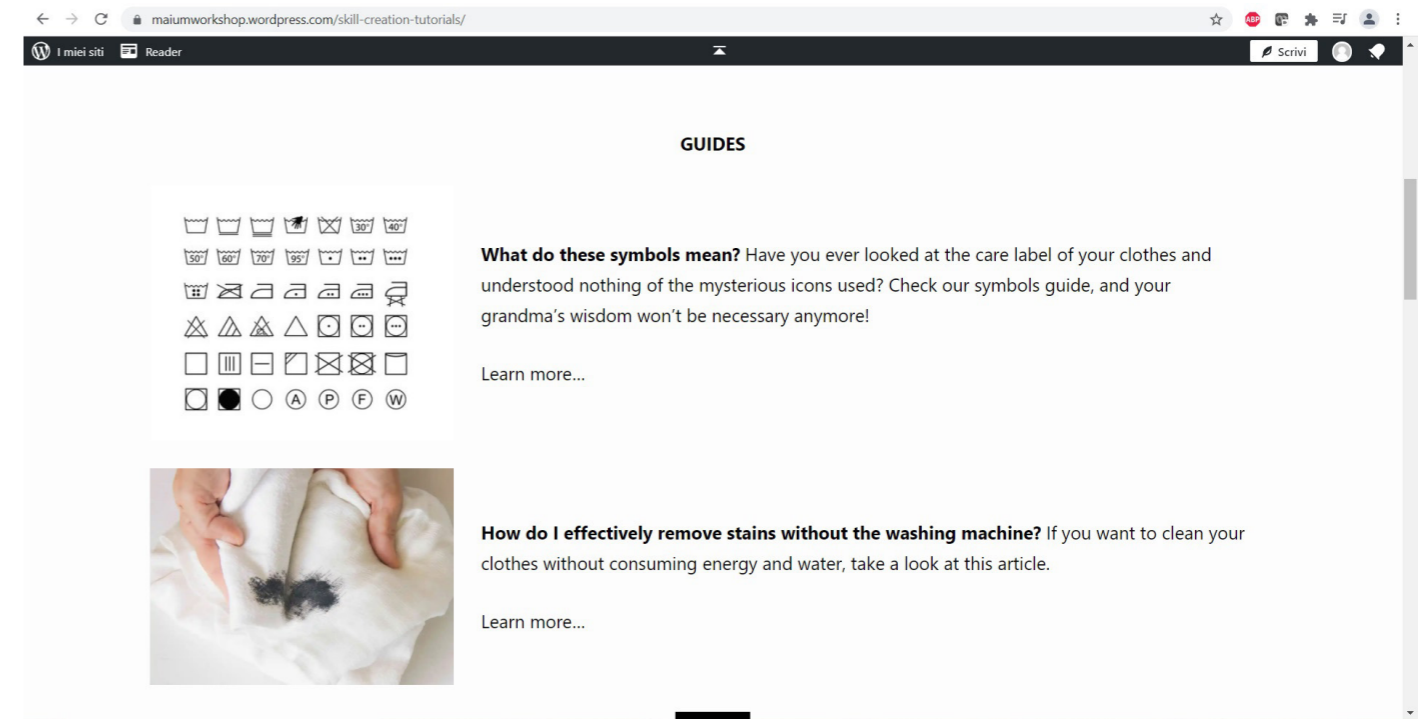 maiumworkshop.wordpress.com/skill-creation-tutorials/
ABP
I miei siti Reader Scrivi
GUIDES
30° 40°
50° 60° 70° 95°
A P F W
What do these symbols mean? Have you ever looked at the care label of your clothes and
understood nothing of the mysterious icons used? Check our symbols guide, and your
grandma’s wisdom won’t be necessary anymore!
Learn more…
How do I effectively remove stains without the washing machine? If you want to clean your
clothes without consuming energy and water, take a look at this article.
Learn more…